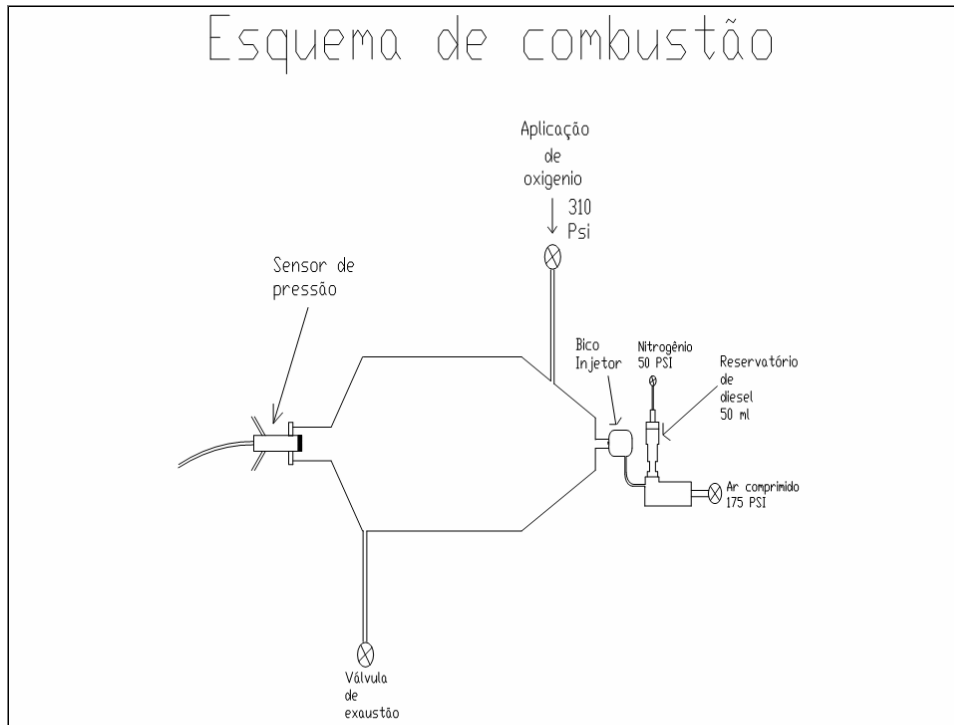 Esquema de combustão
Aplicação
de
oxigenio
310
Psi
Sensor de
pressão
Bico
Injetor
Nitrogênio
50 PSI
Reservatório
de
diesel
50 ml
Ar comprimido
175 PSI
Válvula
de
exaustão